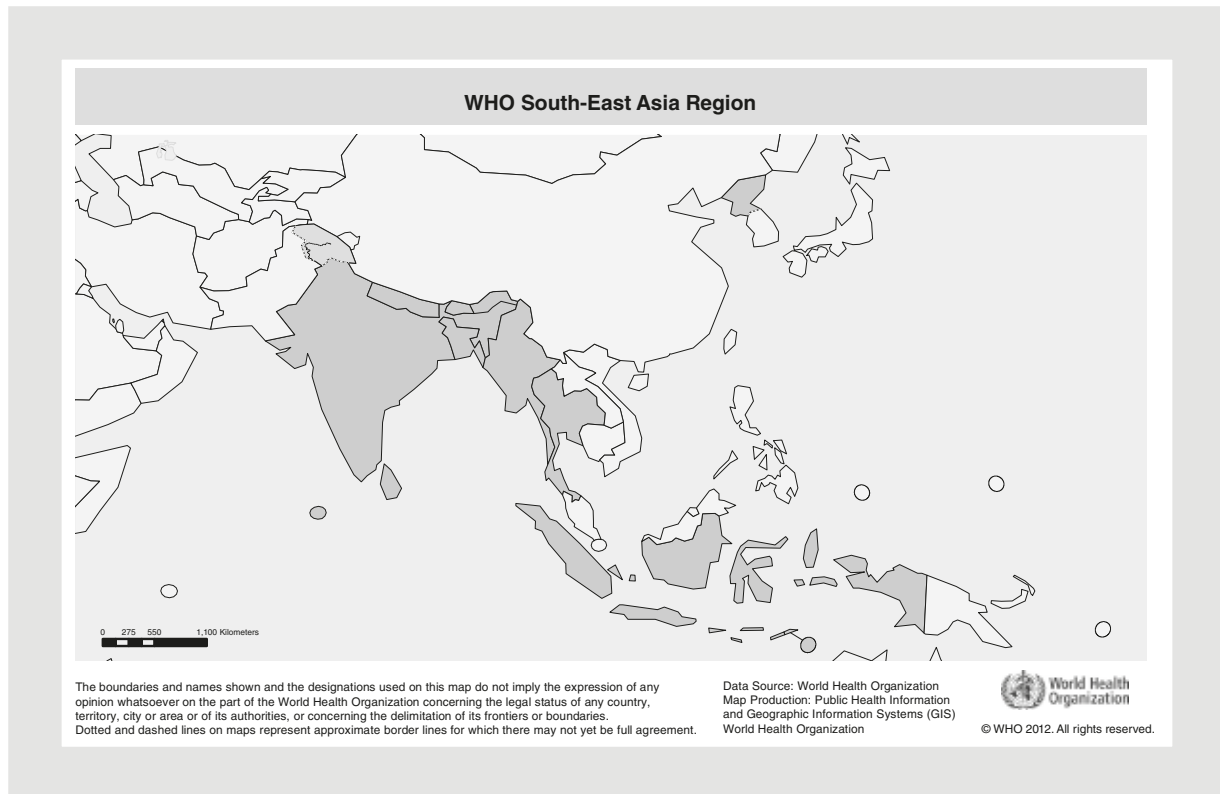 WHO South-East Asia Region
0 275 550 1,100 Kilometers
The boundaries and names shown and the designations used on this map do not imply the expression of any
opinion whatsoever on the part of the World Health Organization concerning the legal status of any country,
territory, city or area or of its authorities, or concerning the delimitation of its frontiers or boundaries.
Dotted and dashed lines on maps represent approximate border lines for which there may not yet be full agreement.
Data Source: World Health Organization
Map Production: Public Health Information
and Geographic Information Systems (GIS)
World Health Organization
World Health
Organization
© WHO 2012. All rights reserved.